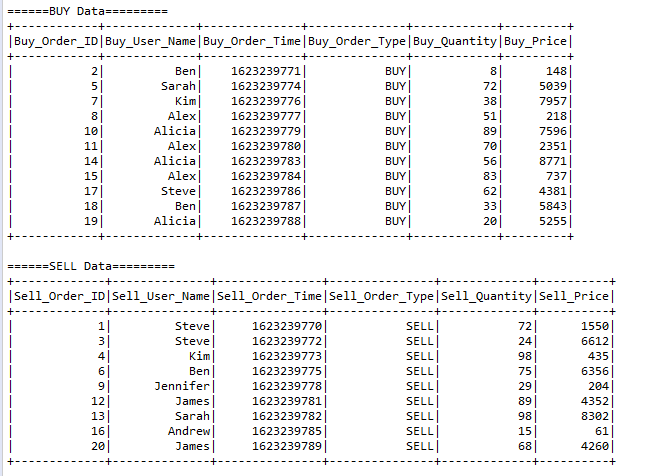 ======BUY Data=========
+------------+-------------+--------------+--------------+------------+---------+
|Buy_Order_ID|Buy_User_Name|Buy_Order_Time|Buy_Order_Type|Buy_Quantity|Buy_Price|
+------------+-------------+--------------+--------------+------------+---------+
|           2|          Ben|    1623239771|           BUY|           8|      148|
|           5|        Sarah|    1623239774|           BUY|          72|     5039|
|           7|          Kim|    1623239776|           BUY|          38|     7957|
|           8|         Alex|    1623239777|           BUY|          51|      218|
|          10|       Alicia|    1623239779|           BUY|          89|     7596|
|          11|         Alex|    1623239780|           BUY|          70|     2351|
|          14|       Alicia|    1623239783|           BUY|          56|     8771|
|          15|         Alex|    1623239784|           BUY|          83|      737|
|          17|        Steve|    1623239786|           BUY|          62|     4381|
|          18|          Ben|    1623239787|           BUY|          33|     5843|
|          19|       Alicia|    1623239788|           BUY|          20|     5255|
+------------+-------------+--------------+--------------+------------+---------+
======SELL Data=========
+-------------+--------------+---------------+---------------+-------------+----------+
|Sell_Order_ID|Sell_User_Name|Sell_Order_Time|Sell_Order_Type|Sell_Quantity|Sell_Price|
+-------------+--------------+---------------+---------------+-------------+----------+
|            1|         Steve|     1623239770|           SELL|           72|      1550|
|            3|         Steve|     1623239772|           SELL|           24|      6612|
|            4|           Kim|     1623239773|           SELL|           98|       435|
|            6|           Ben|     1623239775|           SELL|           75|      6356|
|            9|      Jennifer|     1623239778|           SELL|           29|       204|
|           12|         James|     1623239781|           SELL|           89|      4352|
|           13|         Sarah|     1623239782|           SELL|           98|      8302|
|           16|        Andrew|     1623239785|           SELL|           15|        61|
|           20|         James|     1623239789|           SELL|           68|      4260|
+-------------+--------------+---------------+---------------+-------------+----------+